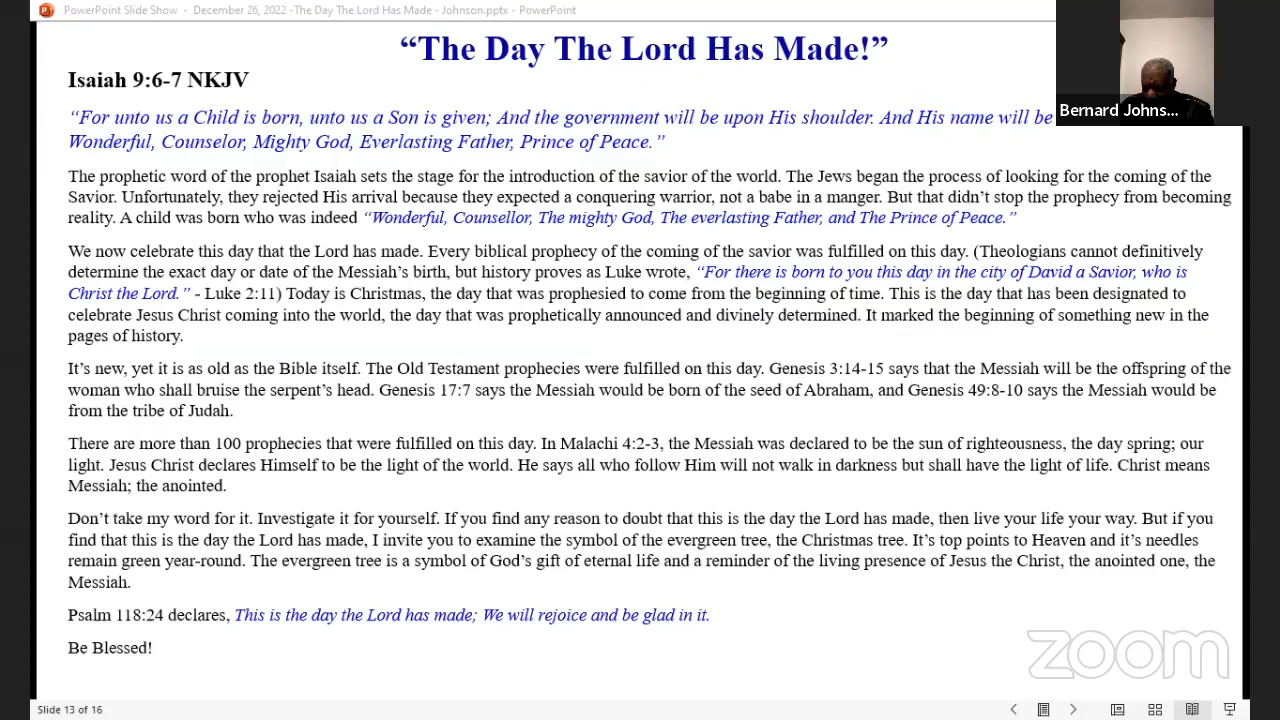 PowerPoint Slide Show - December 26, 2022 -The Day The Lord Has Made - Johnson.pptx - PowerPoint
“The Day The Lord Has Made!”
Isaiah 9:6-7 NKJV
“For unto us a Child is born, unto us a Son is given; And the government will be upon His shoulder. And His name will be
Wonderful, Counselor, Mighty God, Everlasting Father, Prince of Peace.”
Bernard Johns...
The prophetic word of the prophet Isaiah sets the stage for the introduction of the savior of the world. The Jews began the process of looking for the coming of the
Savior. Unfortunately, they rejected His arrival because they expected a conquering warrior, not a babe in a manger. But that didn’t stop the prophecy from becoming
reality. A child was born who was indeed “Wonderful, Counsellor, The mighty God, The everlasting Father, and The Prince of Peace.”
We now celebrate this day that the Lord has made. Every biblical prophecy of the coming of the savior was fulfilled on this day. (Theologians cannot definitively
determine the exact day or date of the Messiah’s birth, but history proves as Luke wrote, “For there is born to you this day in the city of David a Savior, who is
Christ the Lord.” - Luke 2:11) Today is Christmas, the day that was prophesied to come from the beginning of time. This is the day that has been designated to
celebrate Jesus Christ coming into the world, the day that was prophetically announced and divinely determined. It marked the beginning of something new in the
pages of history.
It’s new, yet it is as old as the Bible itself. The Old Testament prophecies were fulfilled on this day. Genesis 3:14-15 says that the Messiah will be the offspring of the
woman who shall bruise the serpent’s head. Genesis 17:7 says the Messiah would be born of the seed of Abraham, and Genesis 49:8-10 says the Messiah would be
from the tribe of Judah.
There are more than 100 prophecies that were fulfilled on this day. In Malachi 4:2-3, the Messiah was declared to be the sun of righteousness, the day spring; our
light. Jesus Christ declares Himself to be the light of the world. He says all who follow Him will not walk in darkness but shall have the light of life. Christ means
Messiah; the anointed.
Don’t take my word for it. Investigate it for yourself. If you find any reason to doubt that this is the day the Lord has made, then live your life your way. But if you
find that this is the day the Lord has made, I invite you to examine the symbol of the evergreen tree, the Christmas tree. It’s top points to Heaven and it’s needles
remain green year-round. The evergreen tree is a symbol of God’s gift of eternal life and a reminder of the living presence of Jesus the Christ, the anointed one, the
Messiah.
Psalm 118:24 declares, This is the day the Lord has made; We will rejoice and be glad in it.
Be Blessed!
zoom
Slide 13 of 16